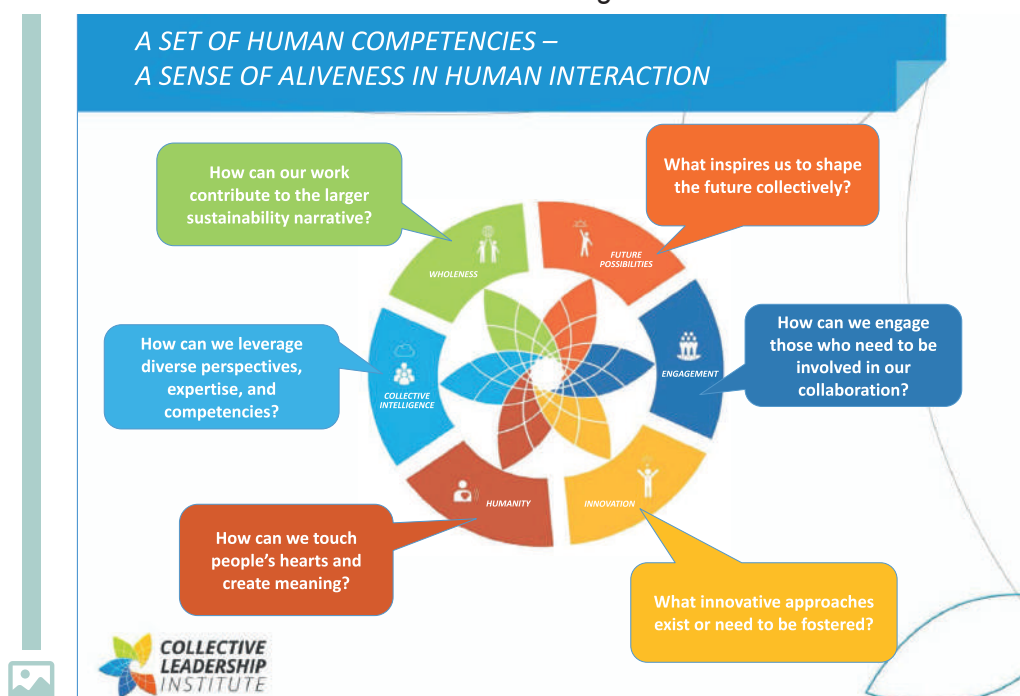 A SET OF HUMAN COMPETENCIES –
A SENSE OF ALIVENESS IN HUMAN INTERACTION
How can our work
contribute to the larger
sustainability narrative?
What inspires us to shape
the future collectively?
WHOLENESS
FUTURE
POSSIBILITIES
How can we leverage
diverse perspectives,
expertise, and
competencies?
COLLECTIVE
INTELLIGENCE
ENGAGEMENT
How can we engage
those who need to be
involved in our
collaboration?
HUMANITY
INNOVATION
How can we touch
people's hearts and
create meaning?
What innovative approaches
exist or need to be fostered?
COLLECTIVE
LEADERSHIP
INSTITUTE